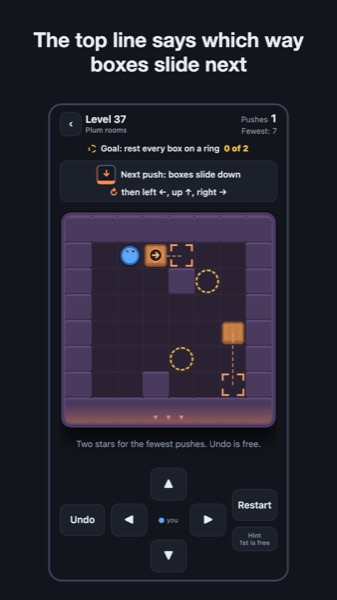 The top line says which way
boxes slide next
Level 37
Plum rooms
Pushes 1
Fewest: 7
Goal: rest every box on a ring 0 of 2
Next push: boxes slide down
then left ←, up ↑, right →
Two stars for the fewest pushes. Undo is free.
Undo
you
Restart
Hint
1st is free